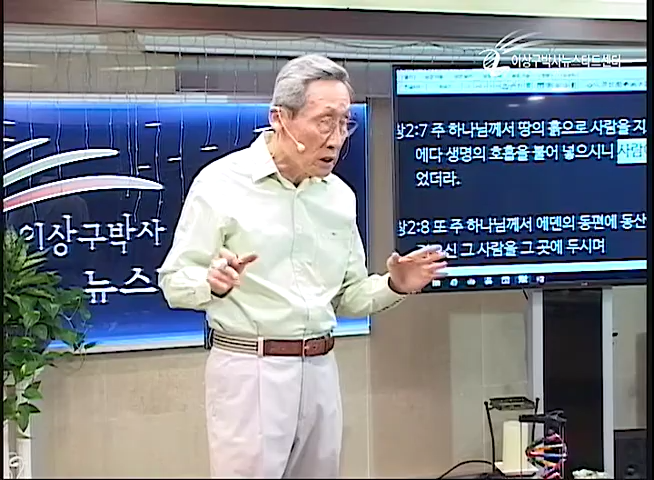 이상구박사뉴스타트센터
창2:7 주 하나님께서 땅의 흙으로 사람을 지
에다 생명의 호흡을 불어 넣으시니 사람이
었더라.
이상구박사
뉴스
창2:8 또 주 하나님께서 에덴의 동편에 동산
신 그 사람을 그 곳에 두시며